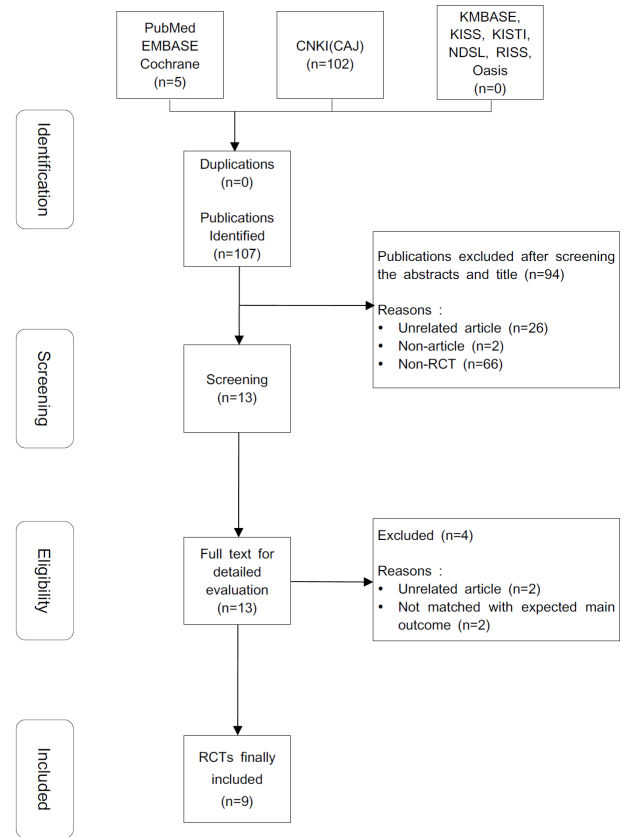 PubMed
EMBASE
Cochrane
(n=5)
CNKI(CAJ)
(n=102)
KMBASE,
KISS, KISTI,
NDSL, RISS,
Oasis
(n=0)
Identification
Duplications
(n=0)
Publications
Identified
(n=107)
Publications excluded after screening
the abstracts and title (n=94)
Reasons :
• Unrelated article (n=26)
• Non-article (n=2)
• Non-RCT (n=66)
Screening
Screening
(n=13)
Eligibility
Full text for
detailed
evaluation
(n=13)
Excluded (n=4)
Reasons :
• Unrelated article (n=2)
• Not matched with expected main
outcome (n=2)
Included
RCTs finally
included
(n=9)